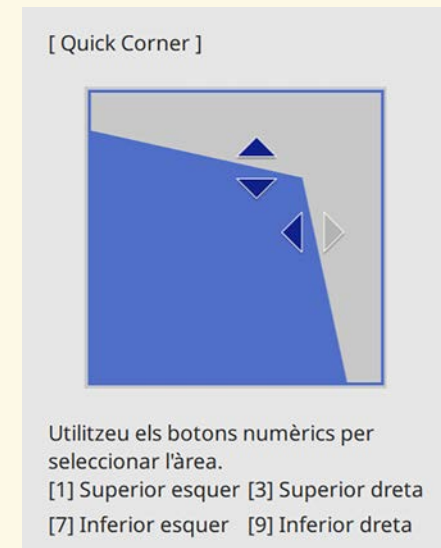 [ Quick Corner ]
Utilitzeu els botons numèrics per
seleccionar l'àrea.
[1] Superior esquer [3] Superior dreta
[7] Inferior esquer [9] Inferior dreta